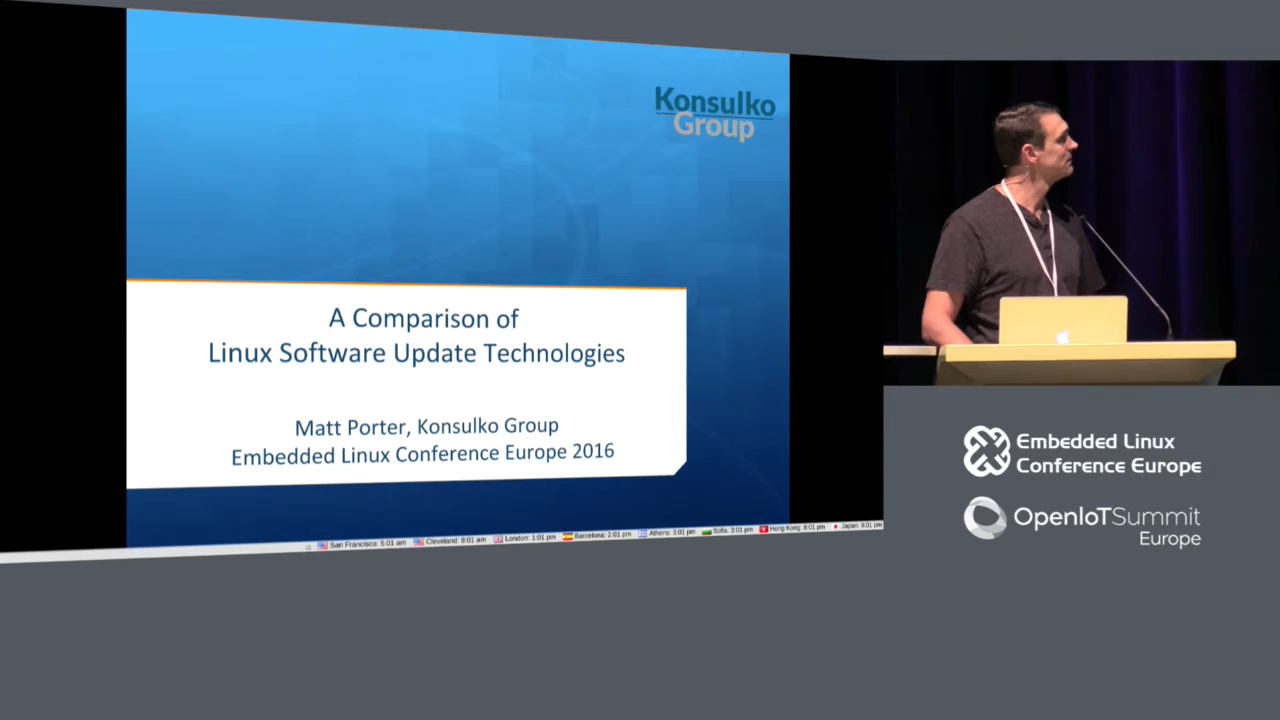 Konsulko
Group
A Comparison of
Linux Software Update Technologies
Matt Porter, Konsulko Group
Embedded Linux Conference Europe 2016
San Francisco: 5:01 am Cleveland: 8:01 am London: 1:01 pm Barcelona: 2:01 pm Athens: 3:01 pm Sofia: 3:01 pm Hong Kong: 8:01 pm Japan: 9:01 pm
Embedded Linux
Conference Europe
OpenIoTSummit
Europe